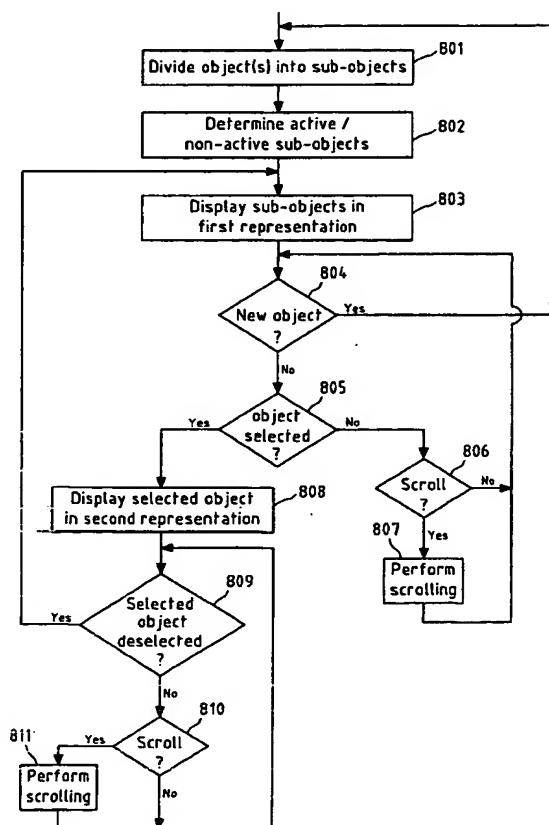 801
Divide object(s) into sub-objects
802
Determine active /
non-active sub-objects
803
Display sub-objects in
first representation
804
New object
?
Yes
No
805
object
selected
?
Yes
No
806
Scroll
?
No
Yes
807
Perform
scrolling
808
Display selected object
in second representation
809
Selected
object
deselected
?
Yes
No
810
Scroll
?
Yes
No
811
Perform
scrolling